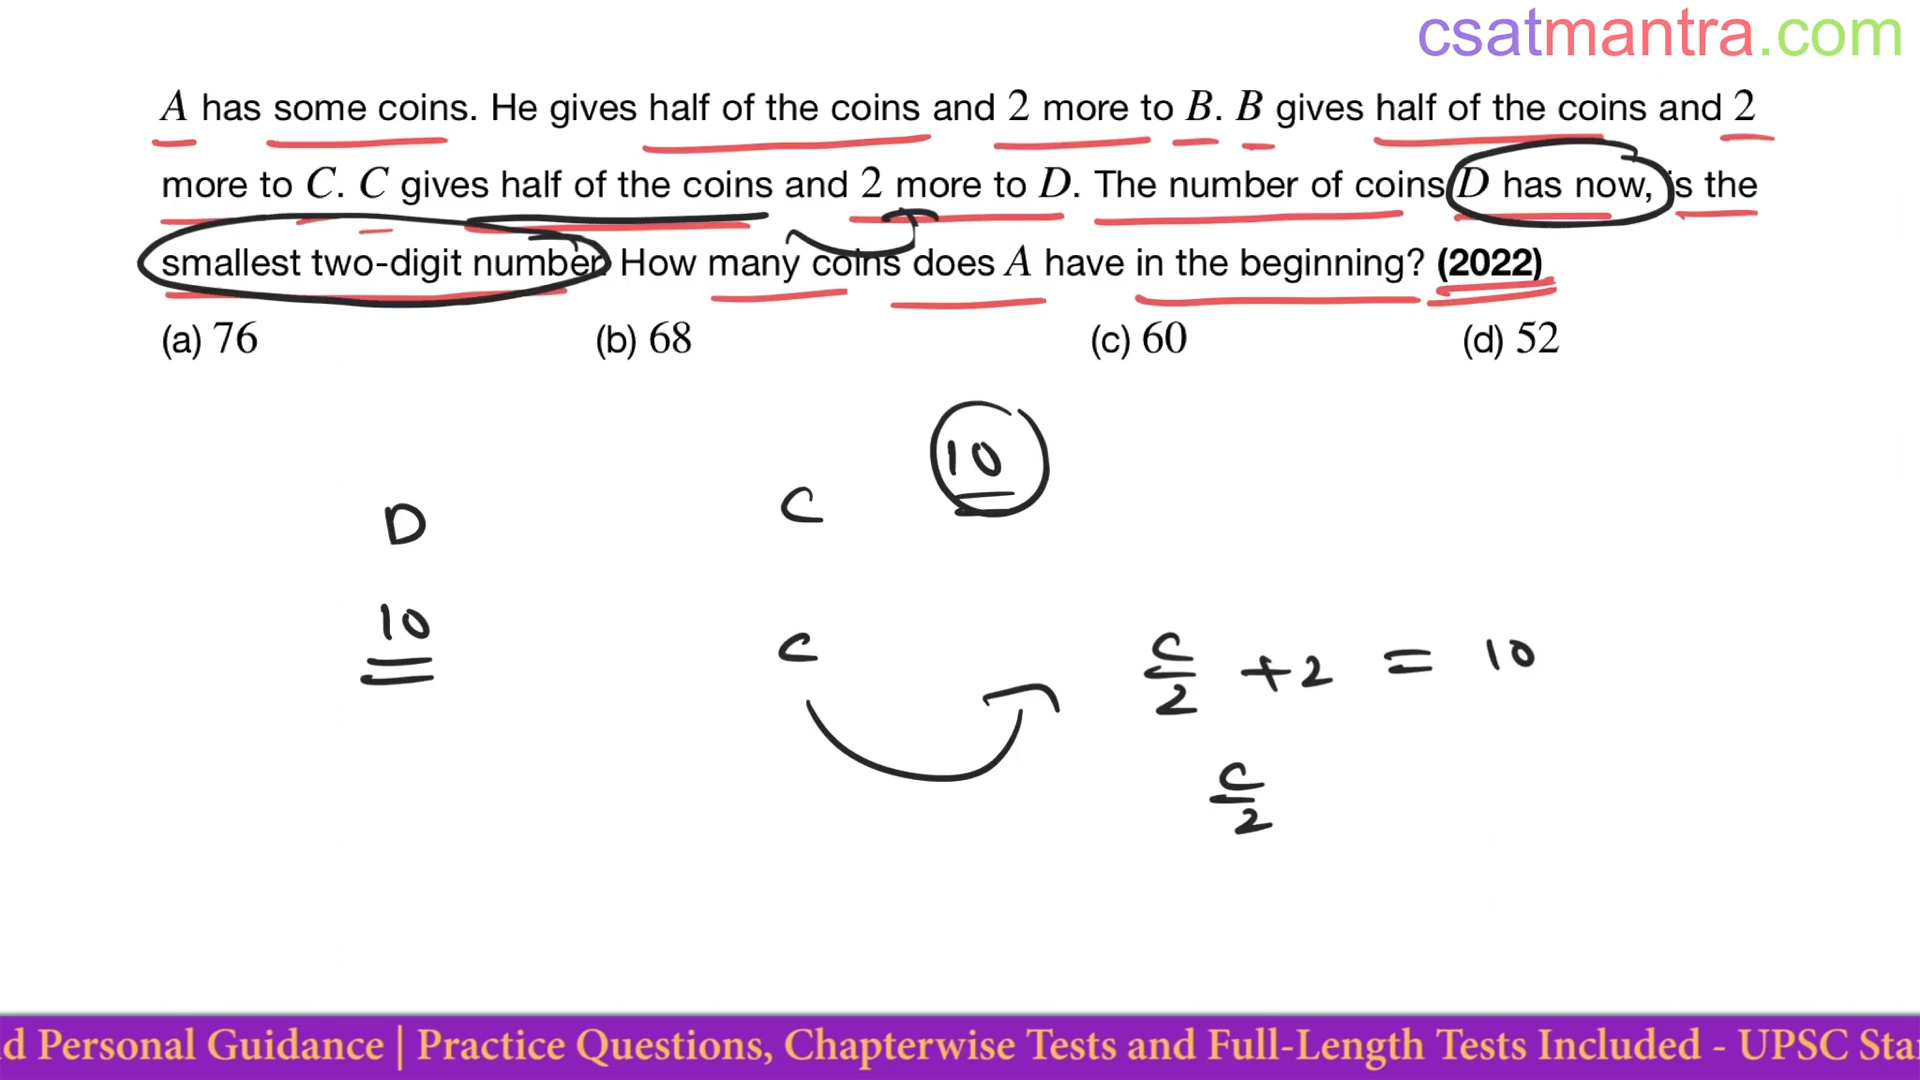 csatmantra.com
A has some coins. He gives half of the coins and 2 more to B. B gives half of the coins and 2
more to C. C gives half of the coins and 2 more to D. The number of coins D has now, is the
smallest two-digit number. How many coins does A have in the beginning? (2022)
(a) 76 (b) 68 (c) 60 (d) 52
10
D C
10 C C/2 + 2 = 10
C/2
d Personal Guidance | Practice Questions, Chapterwise Tests and Full-Length Tests Included - UPSC Sta